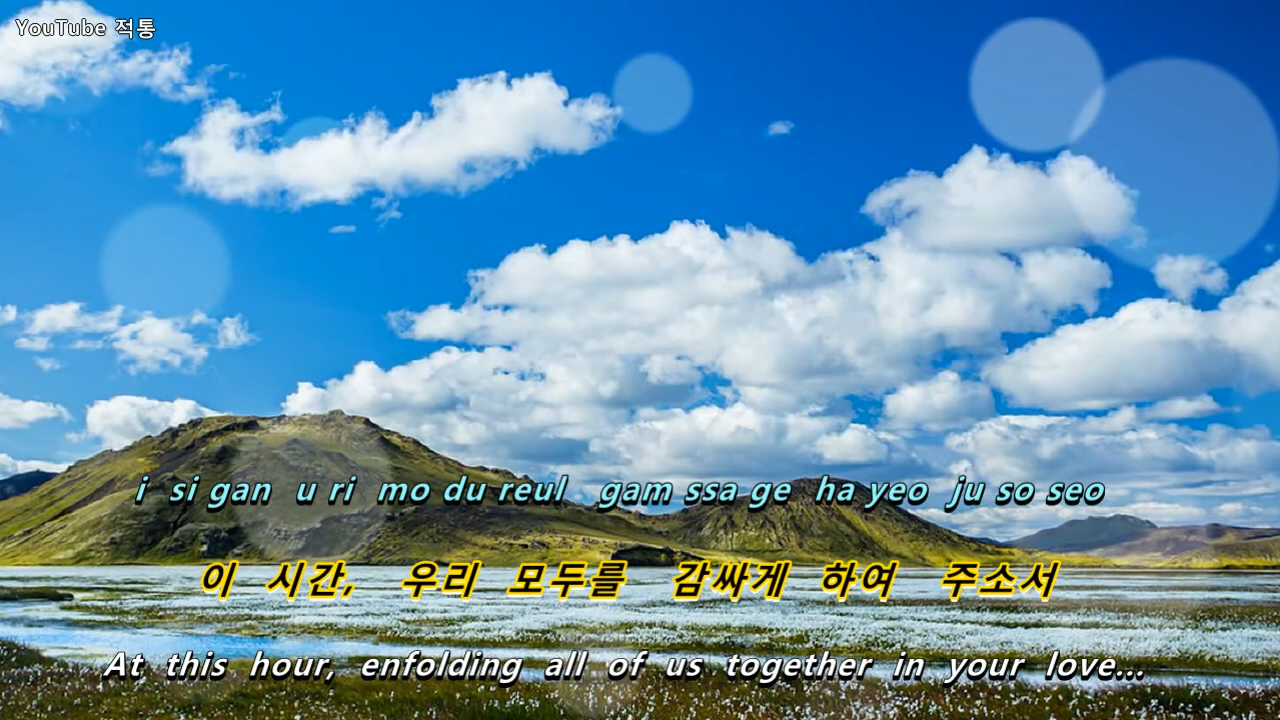 YouTube 적통
i si gan u ri mo du reul gam ssa ge ha yeo ju so seo
이 시간, 우리 모두를 감싸게 하여 주소서
At this hour, enfolding all of us together in your love...